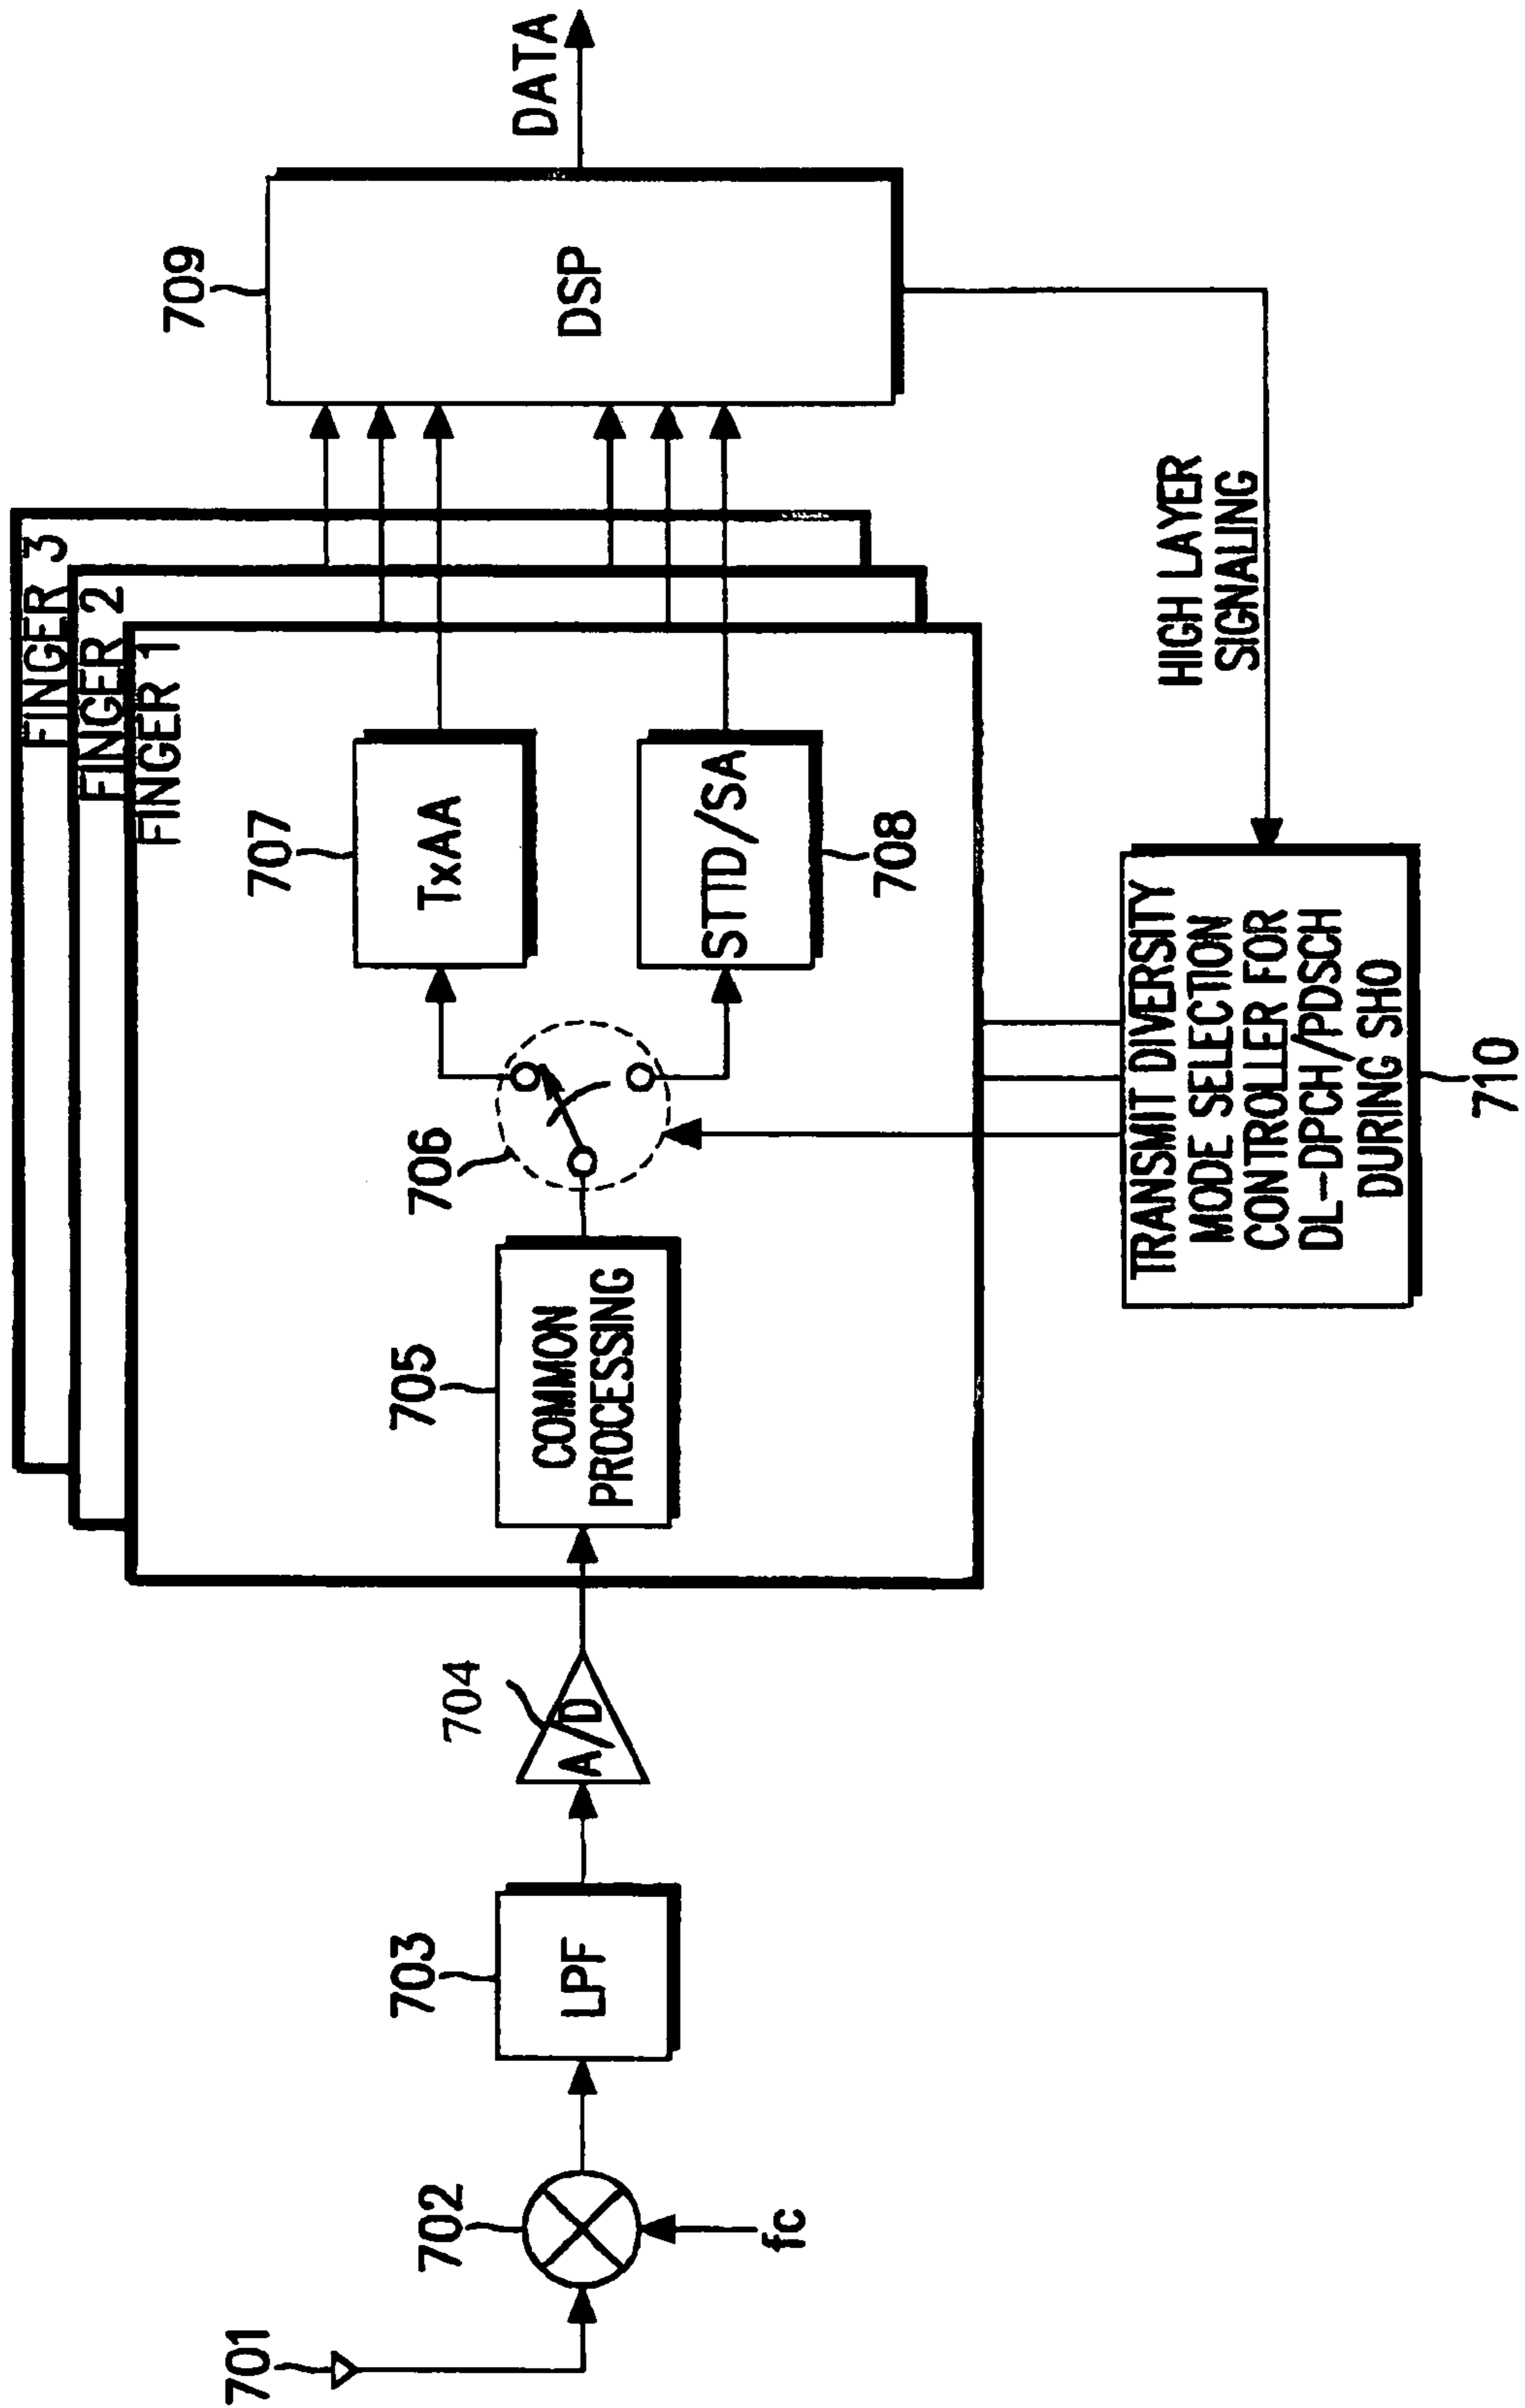 701
702
fc
703
LPF
704
A/D
FINGER 3
FINGER 2
FINGER 1
705
COMMON
PROCESSING
706
707
TxAA
STTD/SA
708
709
DSP
DATA
HIGH LAYER
SIGNALING
TRANSMIT DIVERSITY
MODE SELECTION
CONTROLLER FOR
DL-DPCH/PDSCH
DURING SHO
710